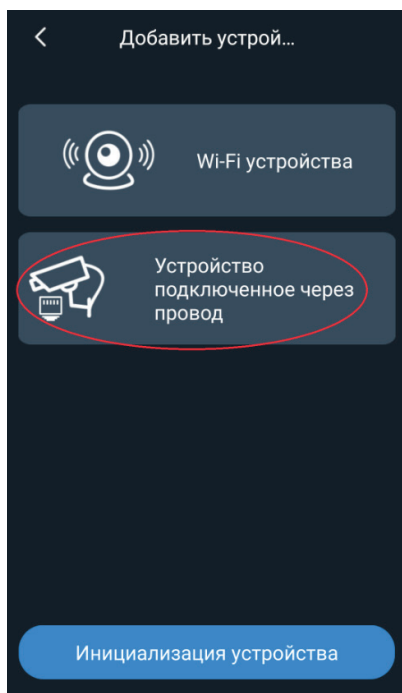 Добавить устрой...
Wi-Fi устройства
Устройство
подключенное через
провод
Инициализация устройства